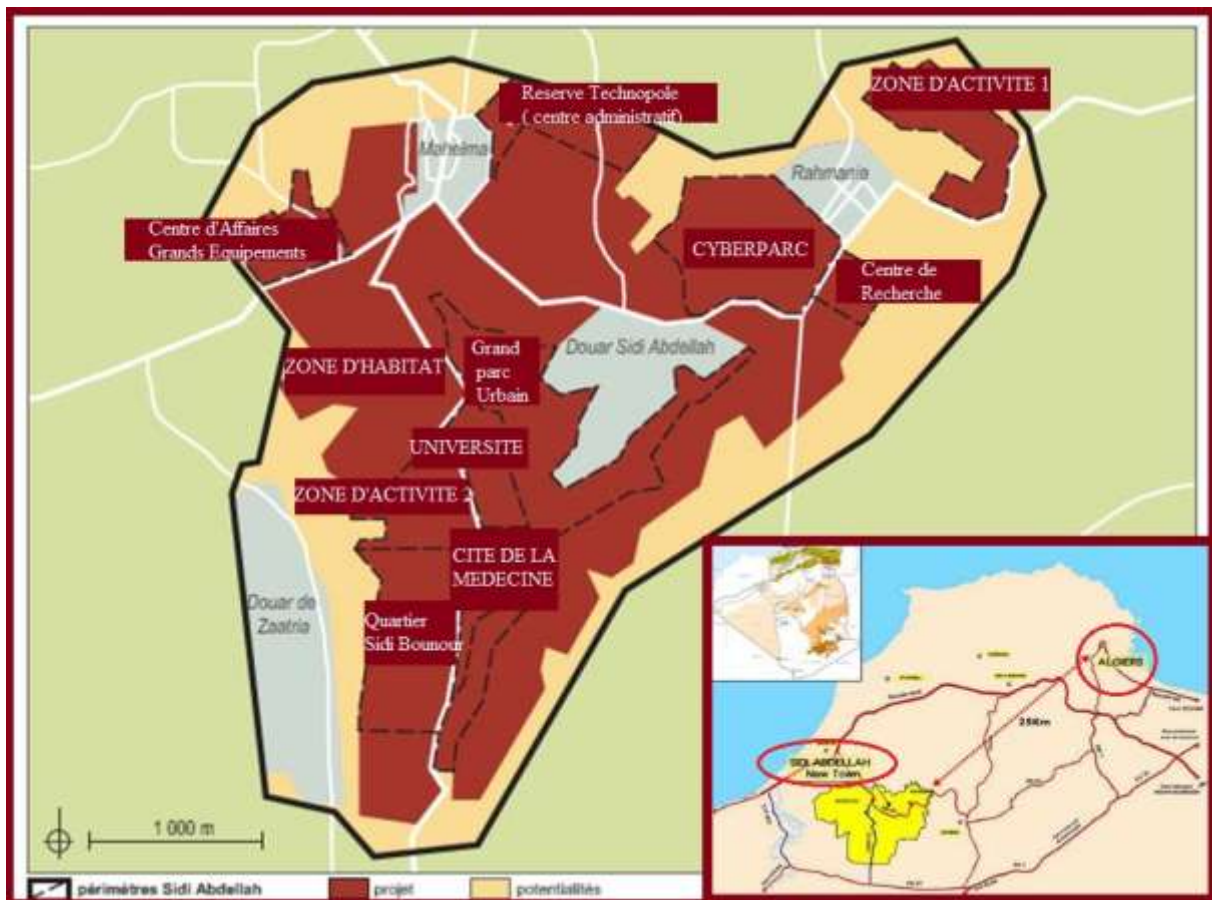 ZONE D'ACTIVITE 1
Reserve Technopole
( centre administratif)
Mahelma
Rahmania
Centre d'Affaires
Grands Equipements
CYBERPARC
Centre de
Recherche
Douar Sidi Abdellah
ZONE D'HABITAT
Grand
parc
Urbain
UNIVERSITE
ZONE D'ACTIVITE 2
CITE DE LA
MEDECINE
Douar de
Zaatria
Quartier
Sidi Bounour
ALGIERS
25Km
SIDI ABDELLAH
New Town
1 000 m
périmètres Sidi Abdellah
projet
potentialités